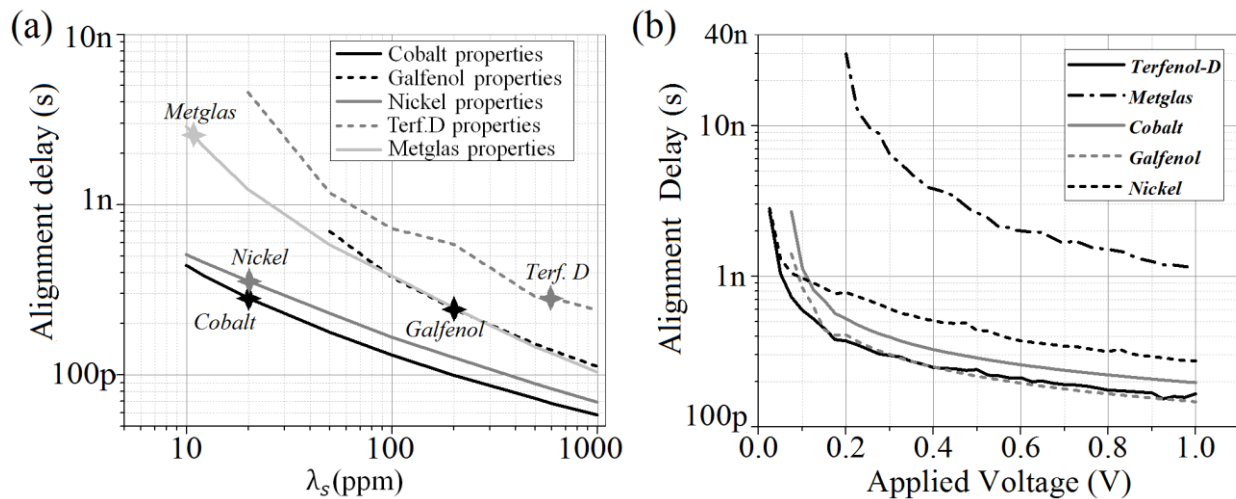 (a)
Alignment delay (s)
10n
1n
100p
10
100
1000
λs(ppm)
Cobalt properties
Galfenol properties
Nickel properties
Terf.D properties
Metglas properties
Metglas
Nickel
Cobalt
Galfenol
Terf. D
(b)
Alignment Delay (s)
40n
10n
1n
100p
0.0
0.2
0.4
0.6
0.8
1.0
Applied Voltage (V)
Terfenol-D
Metglas
Cobalt
Galfenol
Nickel